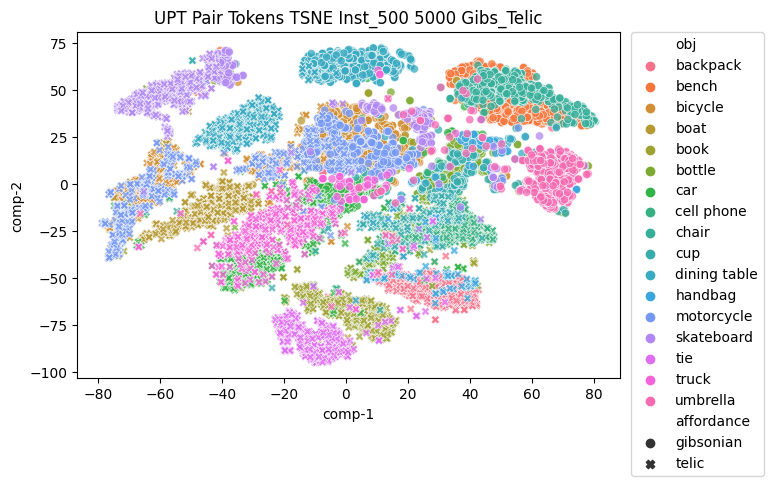 UPT Pair Tokens TSNE Inst_500 5000 Gibs_Telic
75
50
25
0
−25
−50
−75
−100
comp-2
−80
−60
−40
−20
0
20
40
60
80
comp-1
obj
backpack
bench
bicycle
boat
book
bottle
car
cell phone
chair
cup
dining table
handbag
motorcycle
skateboard
tie
truck
umbrella
affordance
gibsonian
telic